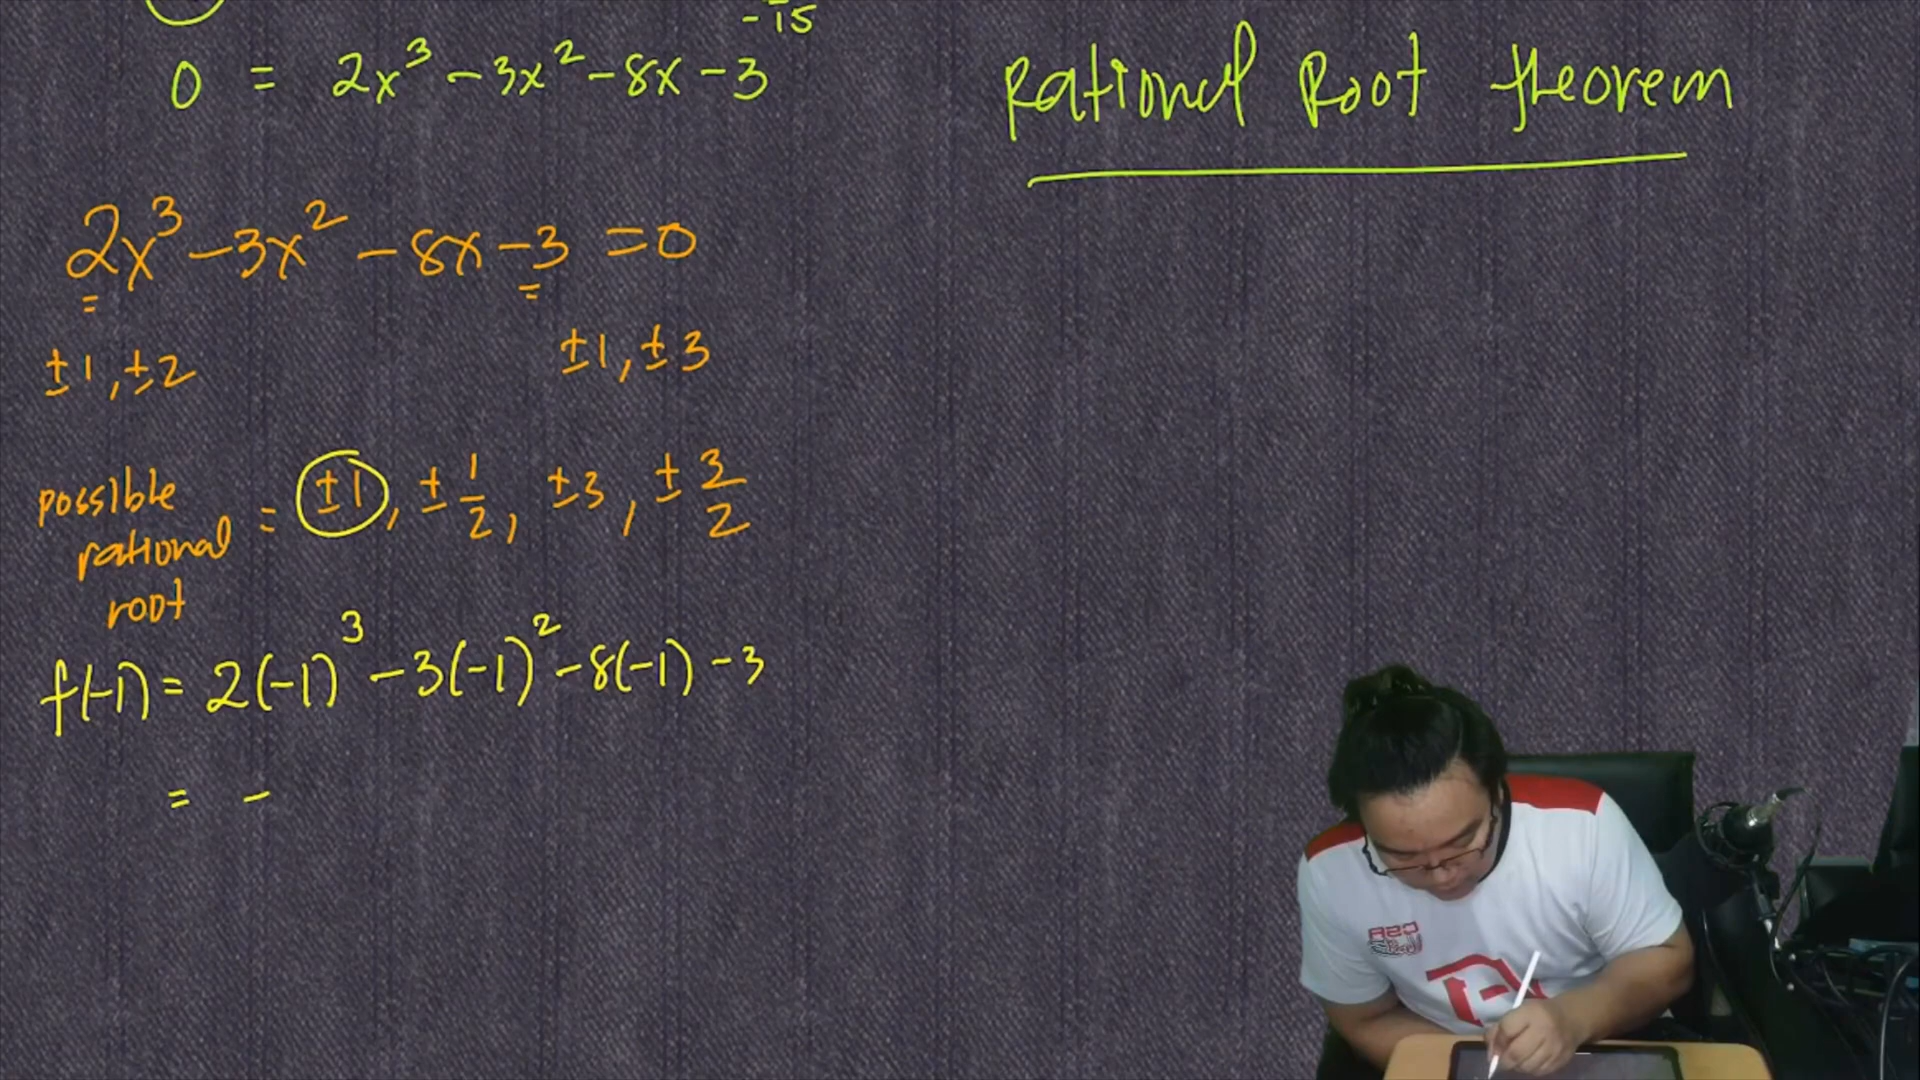 -15
0 = 2x³ - 3x² - 8x - 3
Rational Root theorem
2x³ - 3x² - 8x - 3 = 0
±1, ±2
±1, ±3
possible rational root = ±1, ±1/2, ±3, ±3/2
f(-1) = 2(-1)³ - 3(-1)² - 8(-1) - 3
= -